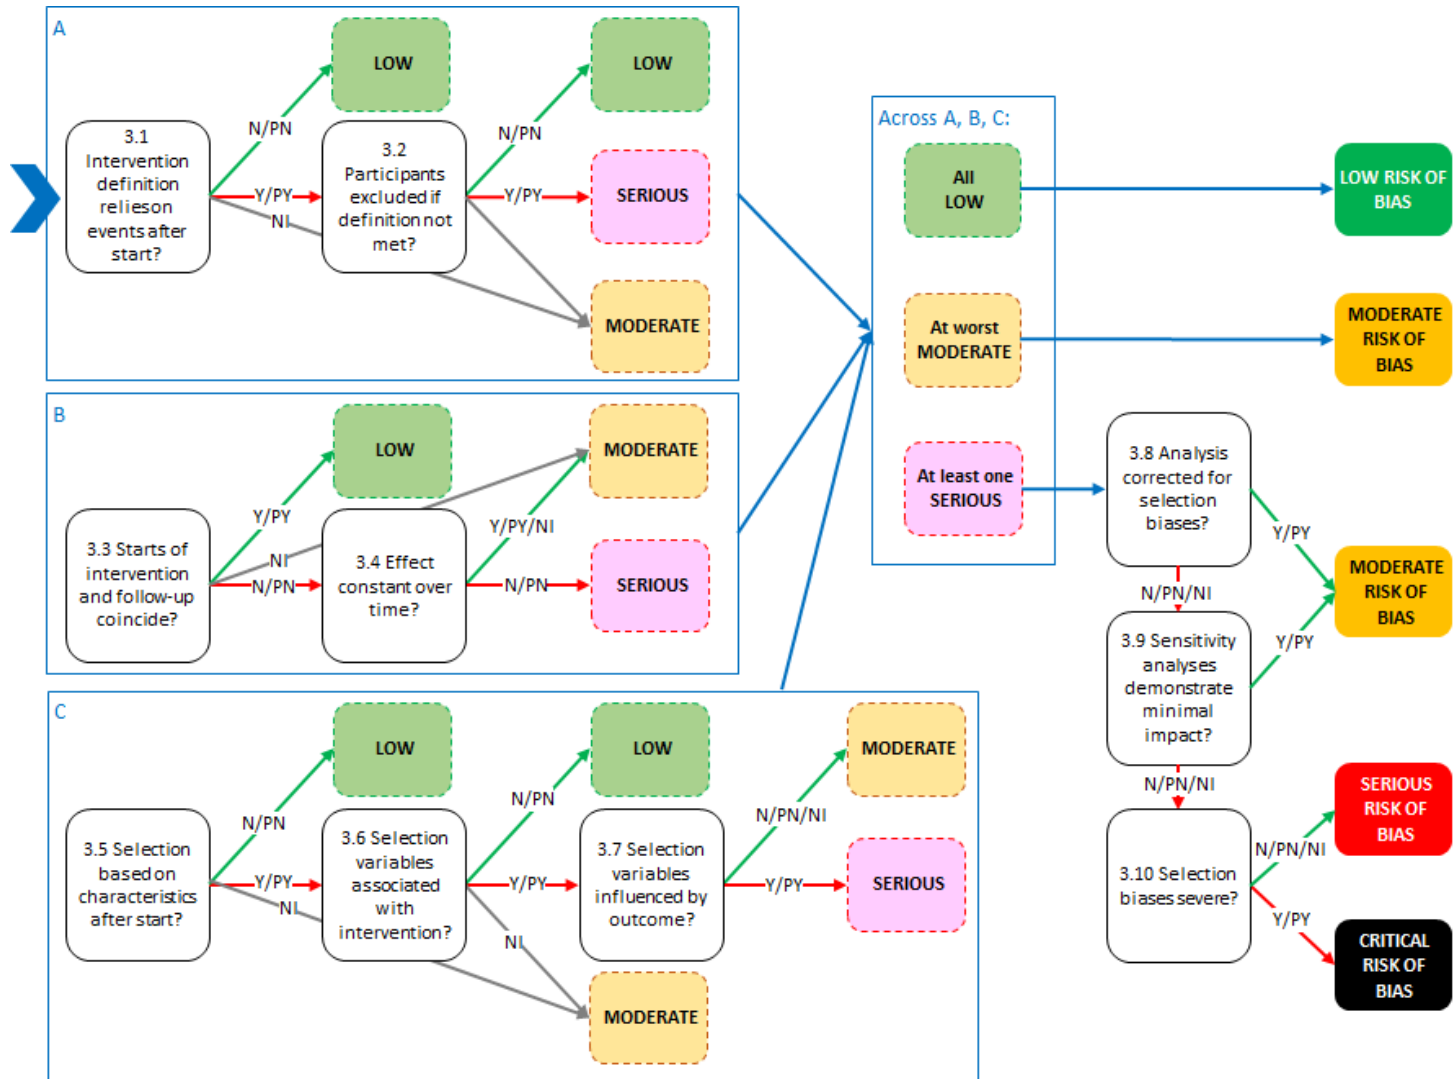 A
LOW
LOW
N/PN
N/PN
3.1
Intervention
definition
relieson
events after
start?
Y/PY
NI
3.2
Participants
excluded if
definition not
met?
Y/PY
SERIOUS
MODERATE
B
LOW
MODERATE
Y/PY
Y/PY/NI
3.3 Starts of
intervention
and follow-up
coincide?
NI
N/PN
3.4 Effect
constant over
time?
N/PN
SERIOUS
C
LOW
LOW
MODERATE
N/PN
N/PN
N/PN/NI
3.5 Selection
based on
characteristics
after start?
Y/PY
NI
3.6 Selection
variables
associated
with
intervention?
Y/PY
NI
3.7 Selection
variables
influenced by
outcome?
Y/PY
SERIOUS
MODERATE
Across A, B, C:
All
LOW
LOW RISK OF
BIAS
At worst
MODERATE
MODERATE
RISK OF
BIAS
At least one
SERIOUS
3.8 Analysis
corrected for
selection
biases?
Y/PY
N/PN/NI
MODERATE
RISK OF
BIAS
3.9 Sensitivity
analyses
demonstrate
minimal
impact?
Y/PY
N/PN/NI
SERIOUS
RISK OF
BIAS
3.10 Selection
biases severe?
N/PN/NI
Y/PY
CRITICAL
RISK OF
BIAS